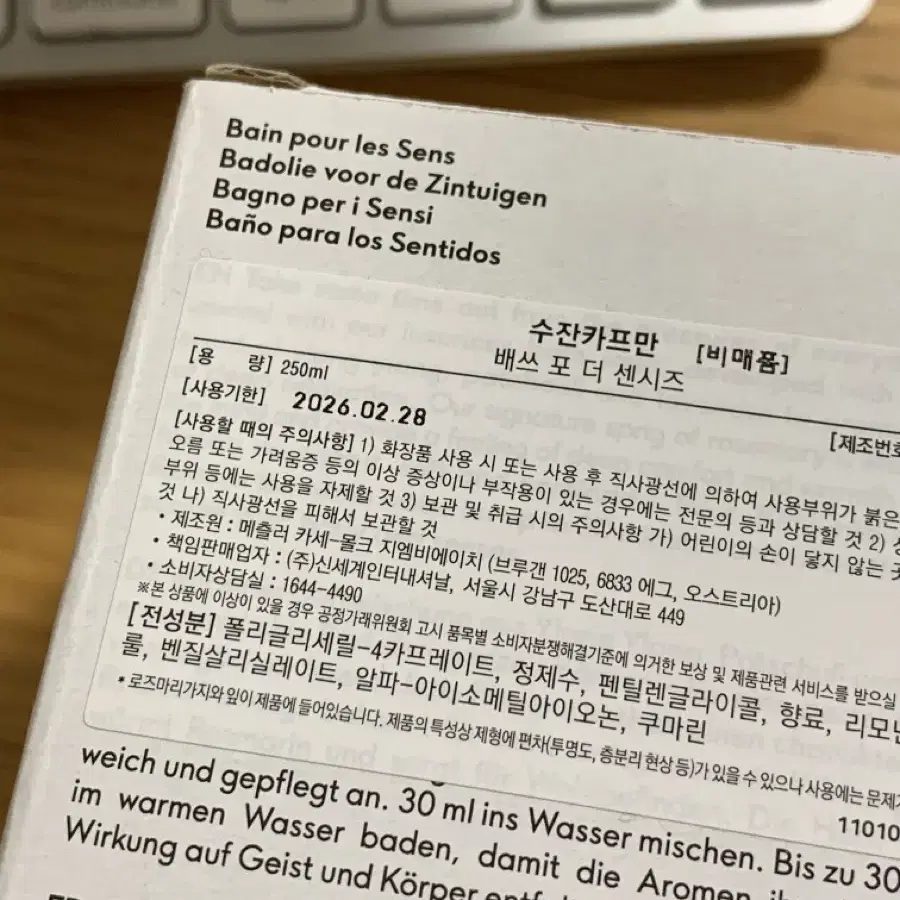 Bain pour les Sens
Badolie voor de Zintuigen
Bagno per i Sensi
Baño para los Sentidos
수잔카프만 [비매품]
배쓰 포 더 센시즈
[용 량] 250ml
[사용기한] 2026.02.28
[제조번호
[사용할 때의 주의사항] 1) 화장품 사용 시 또는 사용 후 직사광선에 의하여 사용부위가 붉은
오름 또는 가려움증 등의 이상 증상이나 부작용이 있는 경우에는 전문의 등과 상담할 것 2)
부위 등에는 사용을 자제할 것 3) 보관 및 취급 시의 주의사항 가) 어린이의 손이 닿지 않는 곳
것 나) 직사광선을 피해서 보관할 것
• 제조원 : 메츨러 카세-몰크 지엠비에이치 (브루갠 1025, 6833 에그, 오스트리아)
• 책임판매업자 : (주)신세계인터내셔날, 서울시 강남구 도산대로 449
• 소비자상담실 : 1644-4490
※본 상품에 이상이 있을 경우 공정거래위원회 고시 품목별 소비자분쟁해결기준에 의거한 보상 및 제품관련 서비스를 받으실
[전성분] 폴리글리세릴-4카프레이트, 정제수, 펜틸렌글라이콜, 향료, 리모넨
룰, 벤질살리실레이트, 알파-아이소메틸아이오논, 쿠마린
* 로즈마리가지와 잎이 제품에 들어있습니다. 제품의 특성상 제형에 편차(투명도, 층분리 현상 등)가 있을 수 있으나 사용에는 문제가
11010
weich und gepflegt an. 30 ml ins Wasser mischen. Bis zu 30
im warmen Wasser baden, damit die Aromen
Wirkung auf Geist und Körper